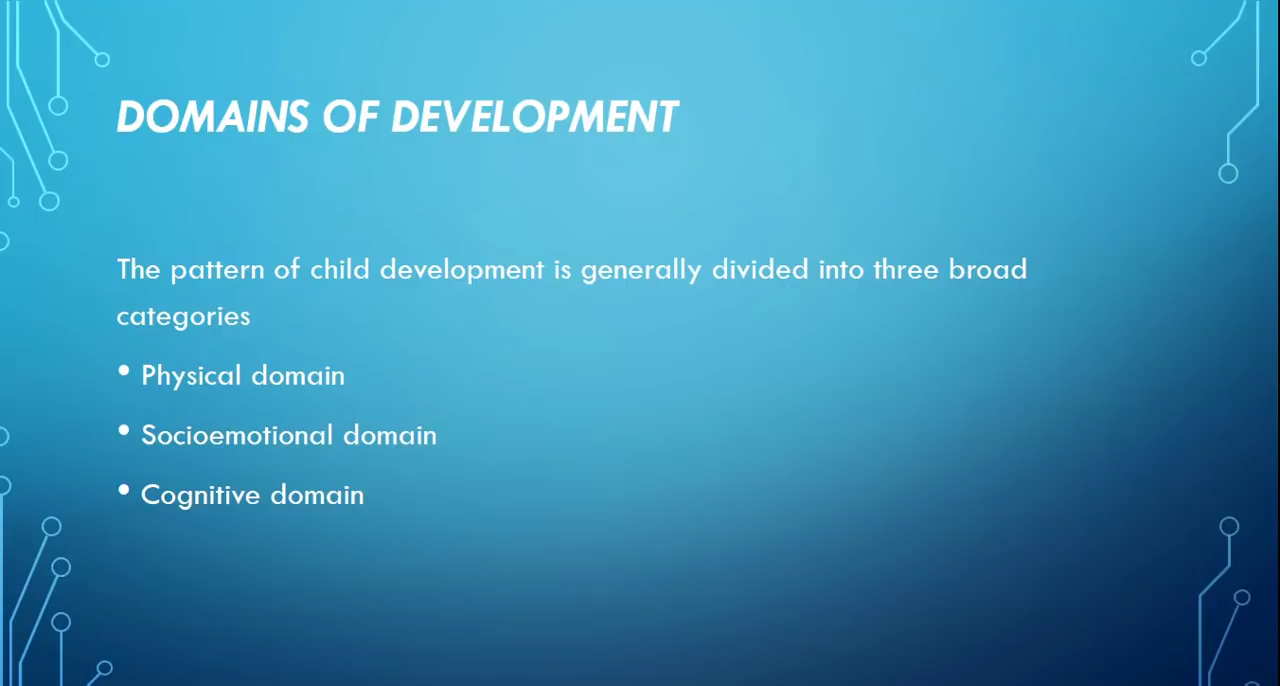 DOMAINS OF DEVELOPMENT
The pattern of child development is generally divided into three broad
categories
• Physical domain
• Socioemotional domain
• Cognitive domain